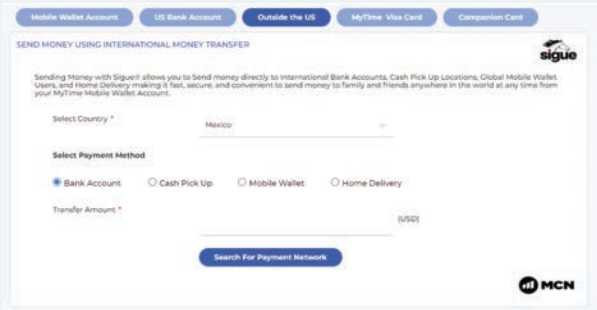 Mobile Wallet Account
US Bank Account
Outside the US
MyTime Visa Card
Companion Card
SEND MONEY USING INTERNATIONAL MONEY TRANSFER
sigue
Sending Money with Sigue® allows you to Send money directly to International Bank Accounts, Cash Pick Up Locations, Global Mobile Wallet
Users, and Home Delivery making it fast, secure, and convenient to send money to family and friends anywhere in the world at any time from
your MyTime Mobile Wallet Account.
Select Country *
Mexico
Select Payment Method
Bank Account
Cash Pick Up
Mobile Wallet
Home Delivery
Transfer Amount *
(USD)
Search For Payment Network
MCN